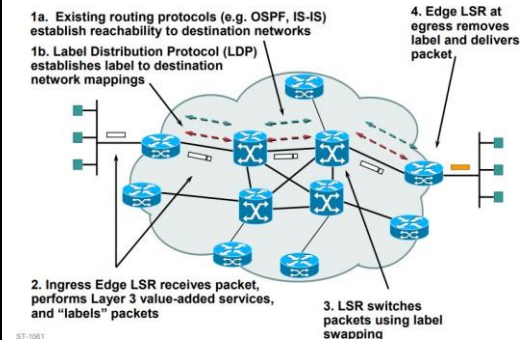 1a. Existing routing protocols (e.g. OSPF, IS-IS)
establish reachability to destination networks
1b. Label Distribution Protocol (LDP)
establishes label to destination
network mappings
4. Edge LSR at
egress removes
label and delivers
packet
2. Ingress Edge LSR receives packet,
performs Layer 3 value-added services,
and “labels” packets
3. LSR switches
packets using label
swapping
ST-1061